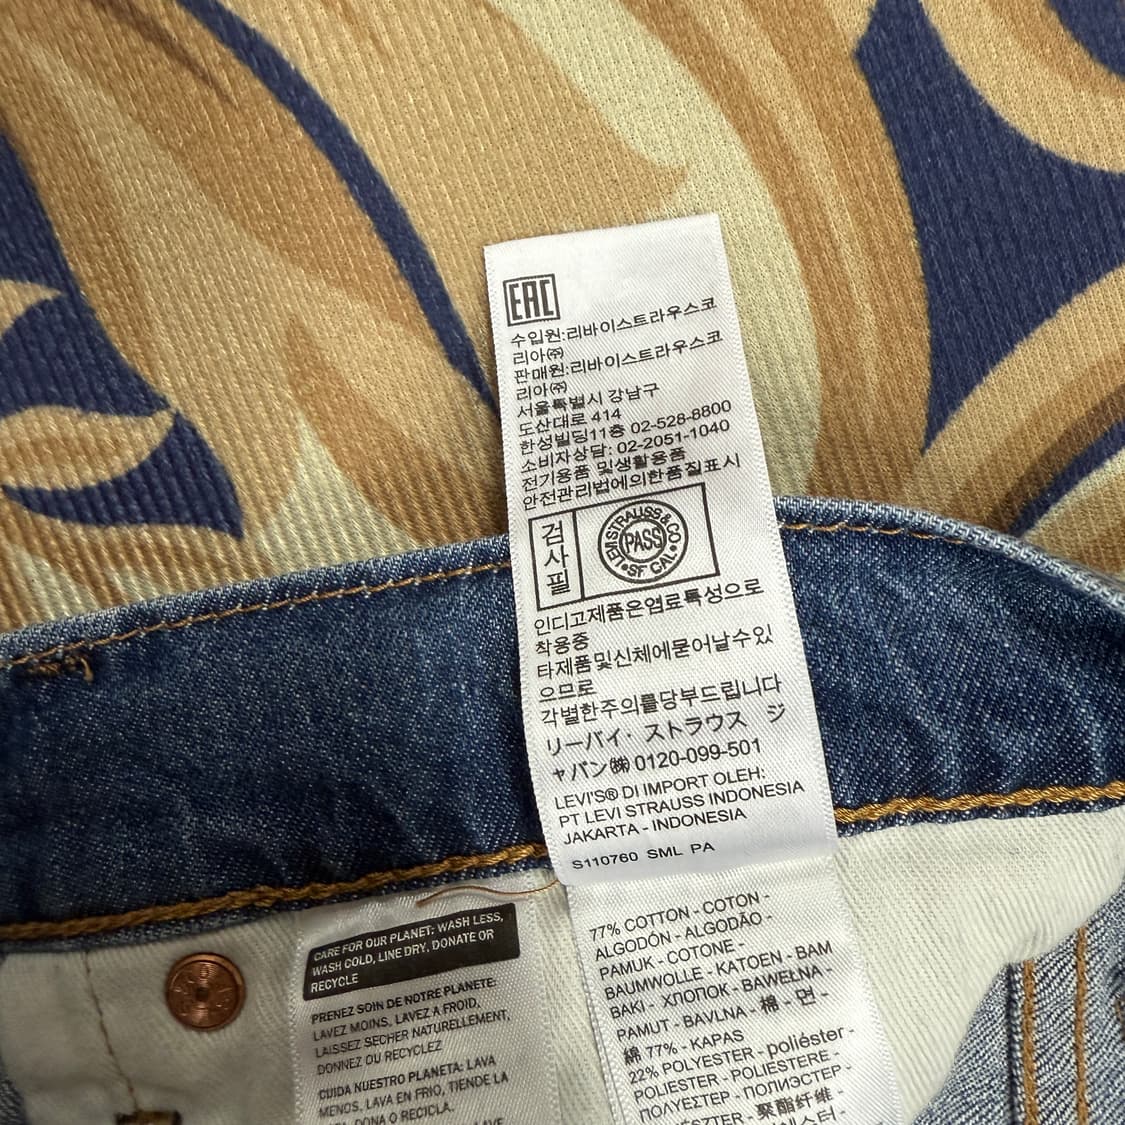 EAC
수입원:리바이스트라우스코
리아㈜
판매원:리바이스트라우스코
리아㈜
서울특별시 강남구
도산대로 414
한성빌딩11층 02-528-8800
소비자상담: 02-2051-1040
전기용품 및생활용품
안전관리법에의한품질표시
검사필
LEVI STRAUSS & CO • SF CAL •
PASS
인디고제품은염료특성으로
착용중
타제품및신체에묻어날수있
으므로
각별한주의를당부드립니다
リーバイ・ストラウス ジ
ャパン㈱0120-099-501
LEVI'S® DI IMPORT OLEH:
PT LEVI STRAUSS INDONESIA
JAKARTA - INDONESIA
S110760 SML PA
CARE FOR OUR PLANET: WASH LESS,
WASH COLD, LINE DRY, DONATE OR
RECYCLE
PRENEZ SOIN DE NOTRE PLANETE:
LAVEZ MOINS, LAVEZ A FROID,
LAISSEZ SECHER NATURELLEMENT,
DONNEZ OU RECYCLEZ
CUIDA NUESTRO PLANETA: LAVA
MENOS, LAVA EN FRIO, TIENDE LA
DONA O RECICLA.
77% COTTON - COTON -
ALGODÓN - ALGODÃO -
PAMUK - COTONE -
BAUMWOLLE - KATOEN - BAM
BAKI - ХЛОПОК - BAWEŁNA -
PAMUT - BAVLNA - 棉 - 면 -
綿 77% - KAPAS
22% POLYESTER - poliéster -
POLIESTER - POLIESTERE -
ΠΟΛΥΕΣΤΕΡ - ПОЛИЭСТЕР -
聚酯纤维 -